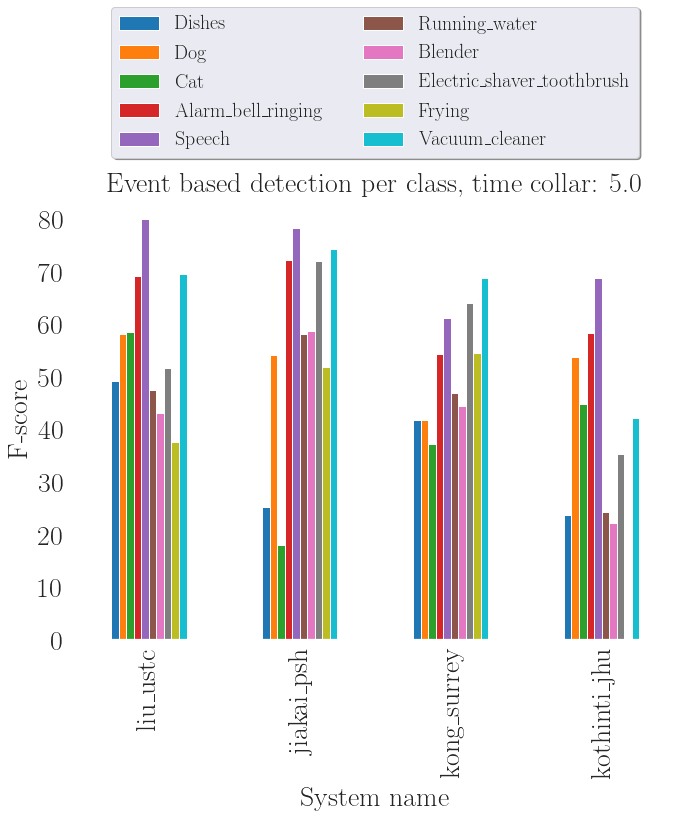 Dishes
Dog
Cat
Alarm_bell_ringing
Speech
Running_water
Blender
Electric_shaver_toothbrush
Frying
Vacuum_cleaner
Event based detection per class, time collar: 5.0
80
70
60
50
40
30
20
10
0
F-score
liu_ustc
jiakai_psh
kong_surrey
kothinti_jhu
System name